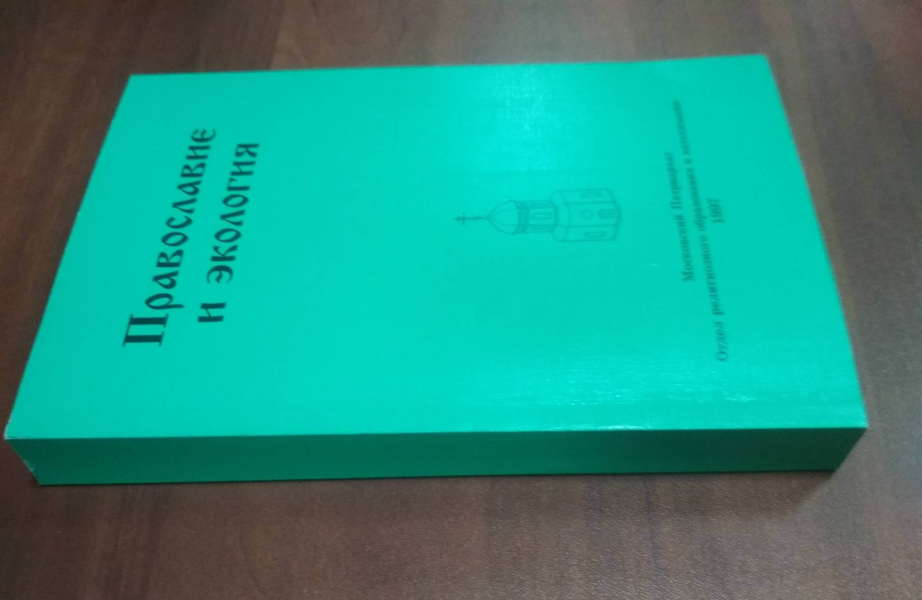 Православие
и экология
Московский Патриархат
Отдел религиозного образования и катехизации
1997